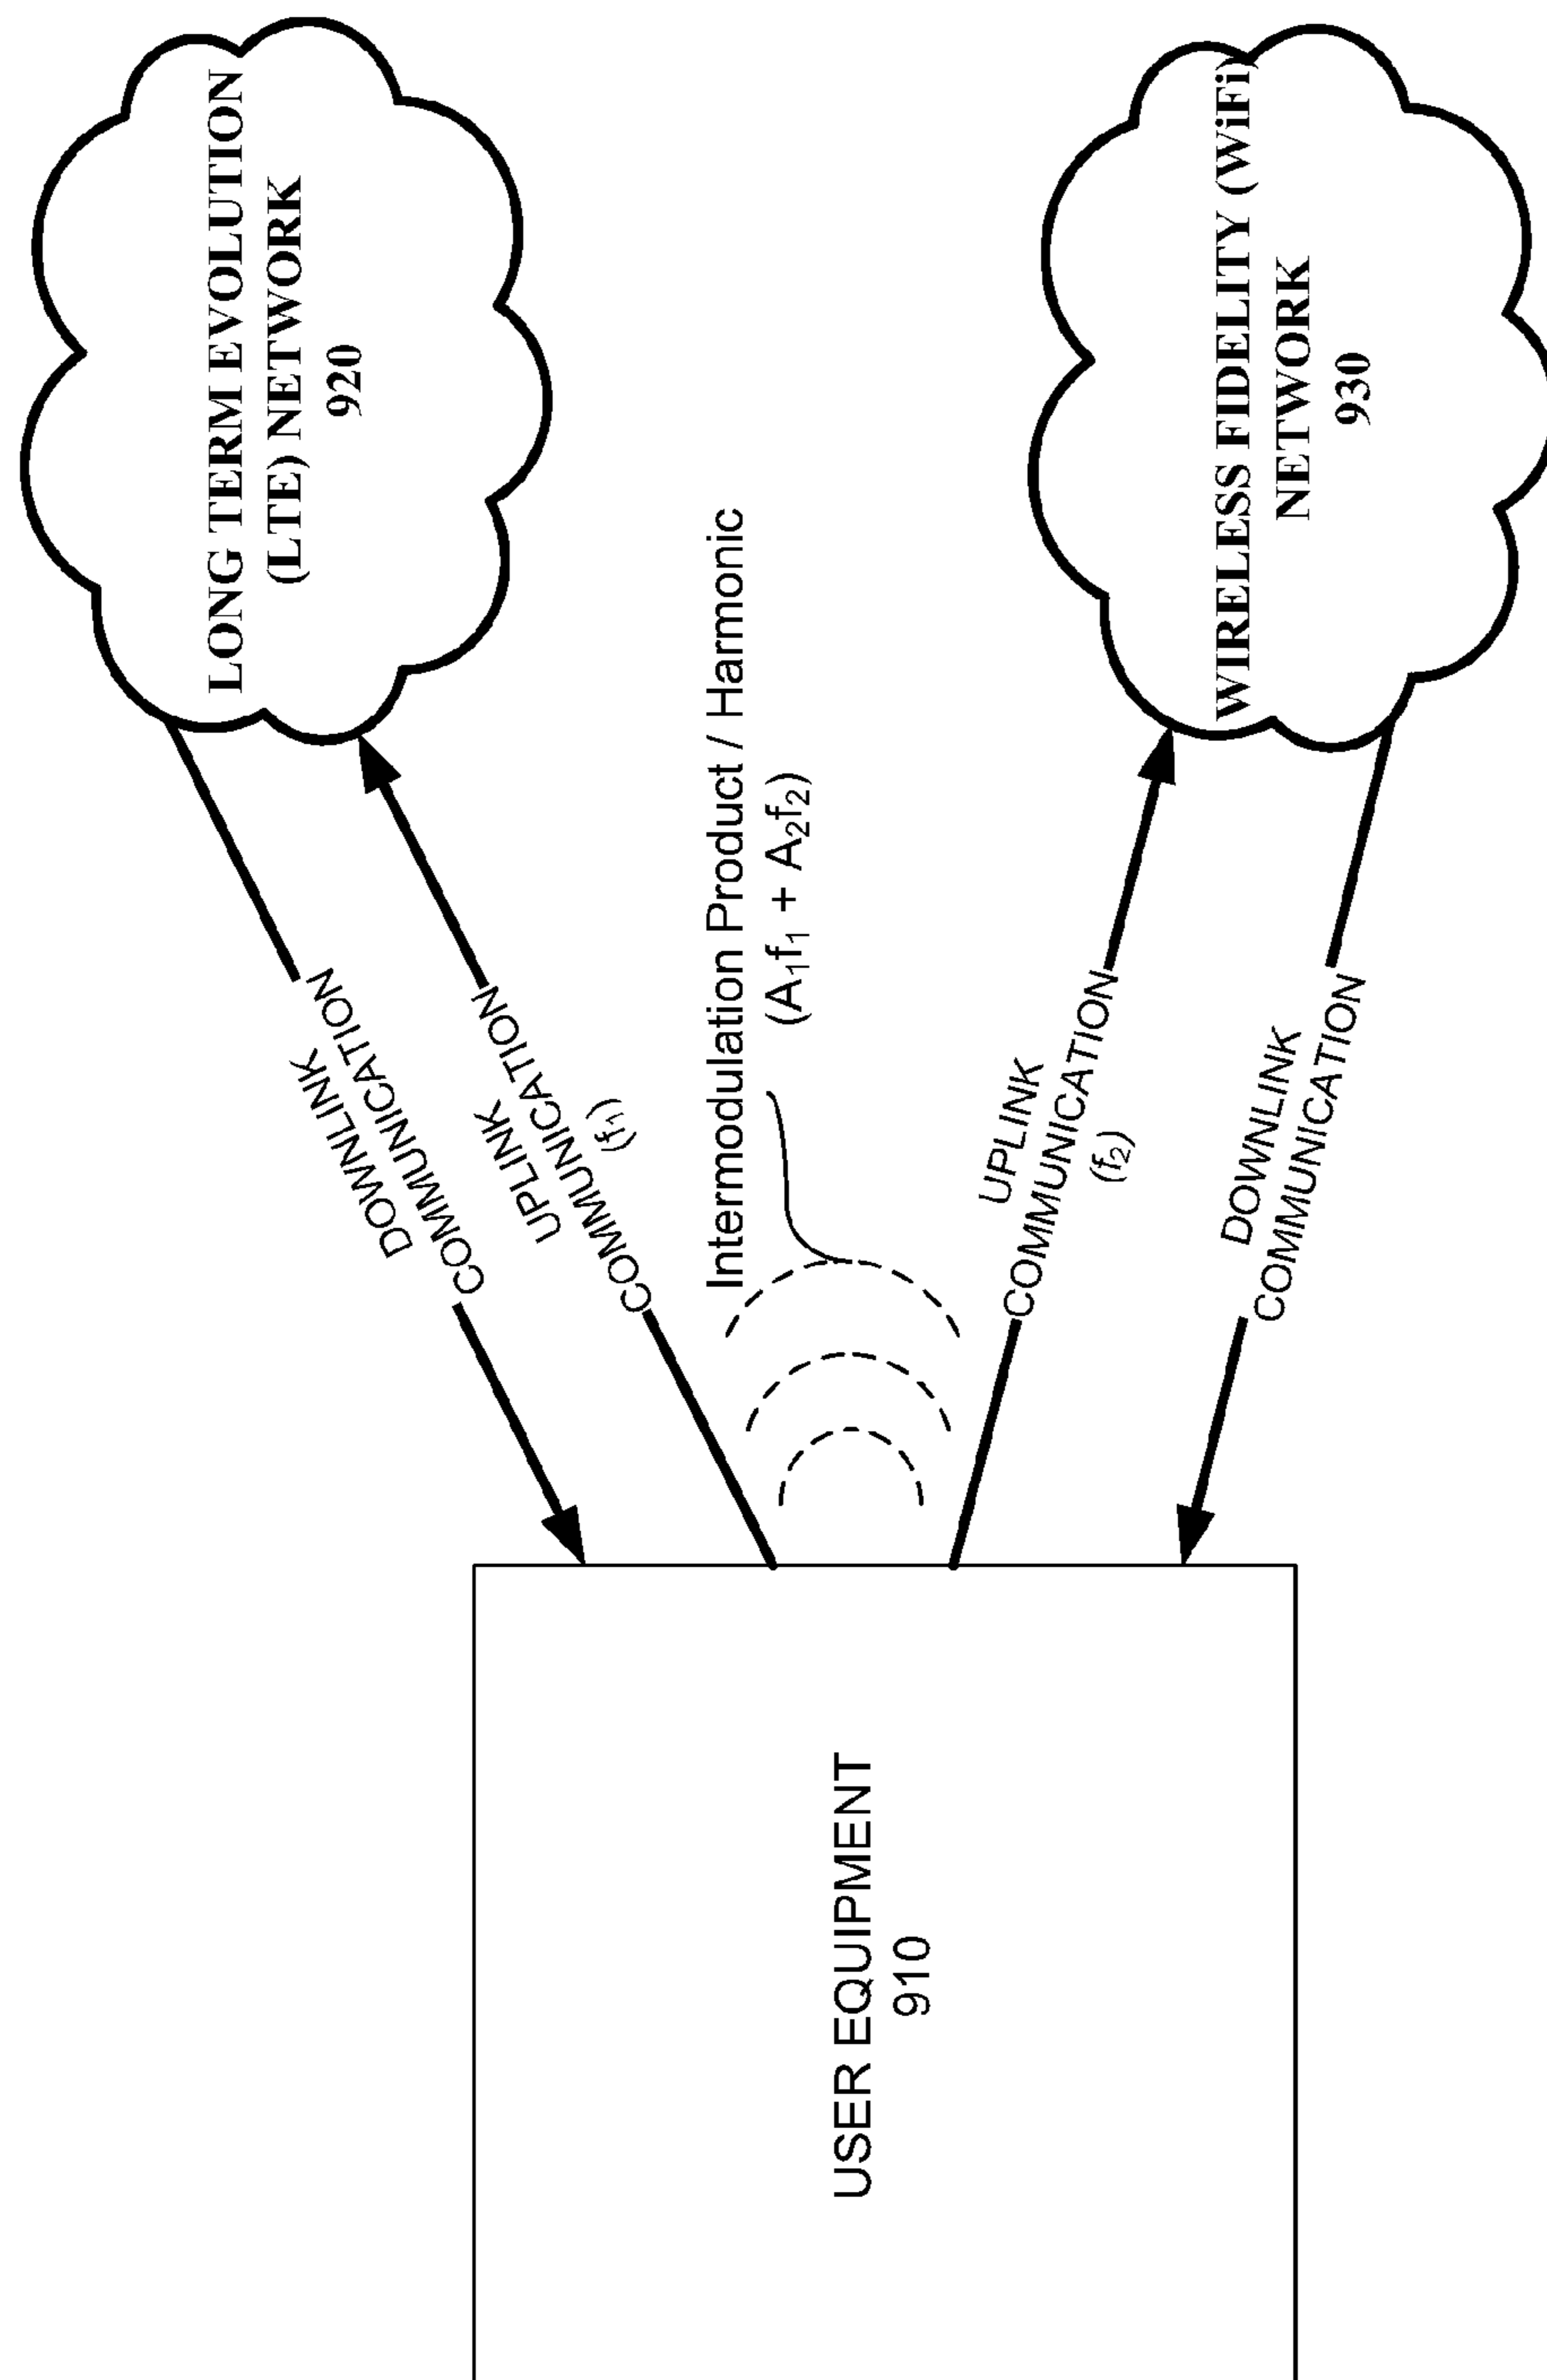 LONG TERM EVOLUTION
(LTE) NETWORK
920
DOWNLINK
COMMUNICATION
UPLINK
COMMUNICATION
(f₁)
Intermodulation Product / Harmonic
(A₁f₁ + A₂f₂)
USER EQUIPMENT
910
UPLINK
COMMUNICATION
(f₂)
DOWNLINK
COMMUNICATION
WIRELESS FIDELITY (WiFi)
NETWORK
930